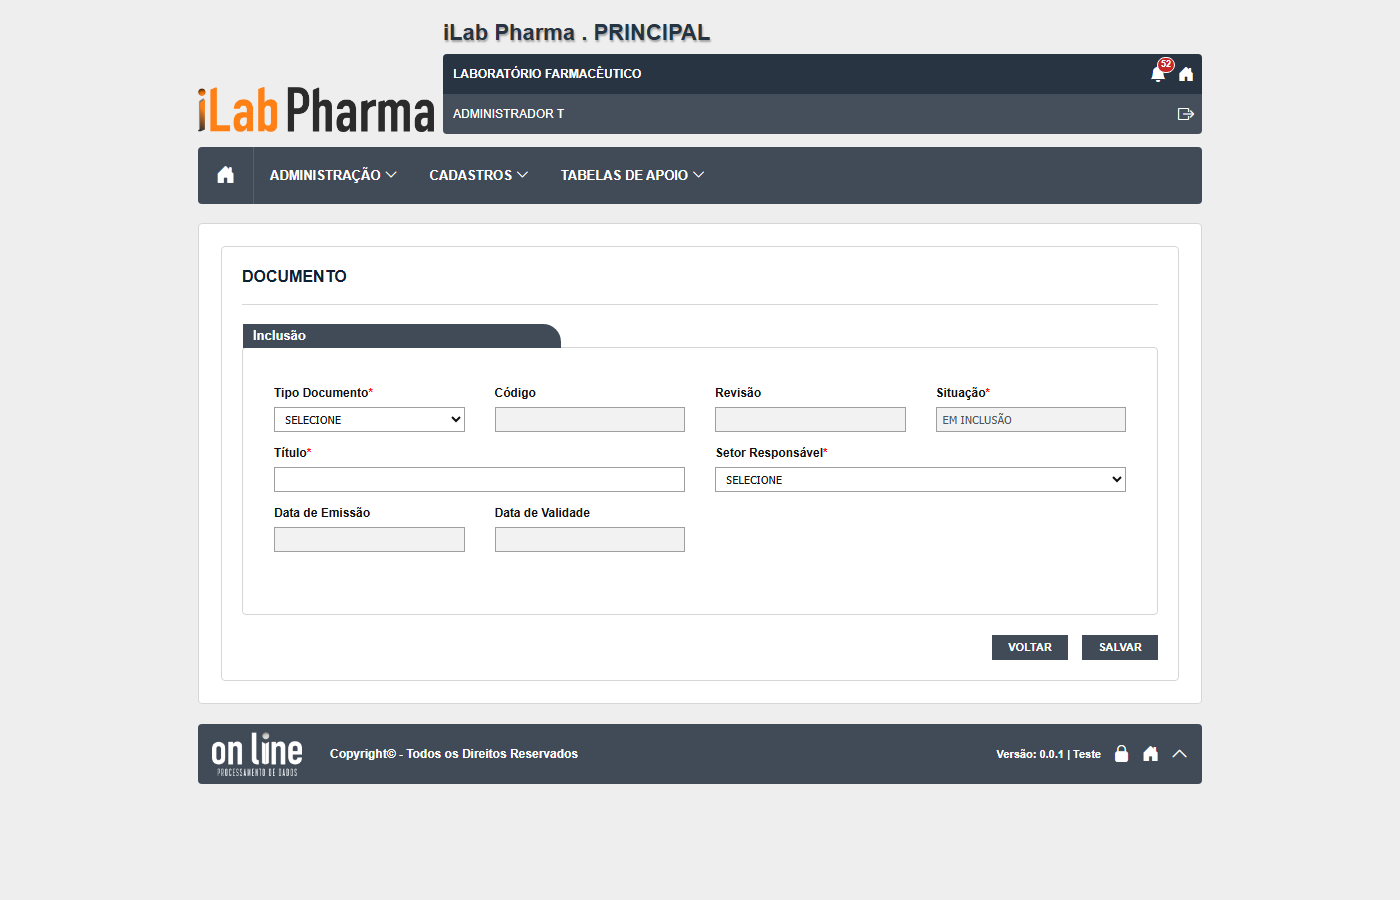 iLab Pharma . PRINCIPAL
LABORATÓRIO FARMACÊUTICO
52
iLab Pharma
ADMINISTRADOR T
ADMINISTRAÇÃO CADASTROS TABELAS DE APOIO
DOCUMENTO
Inclusão
Tipo Documento* Código Revisão Situação*
SELECIONE EM INCLUSÃO
Título* Setor Responsável*
SELECIONE
Data de Emissão Data de Validade
VOLTAR SALVAR
on line
PROCESSAMENTO DE DADOS
Copyright© - Todos os Direitos Reservados
Versão: 0.0.1 | Teste